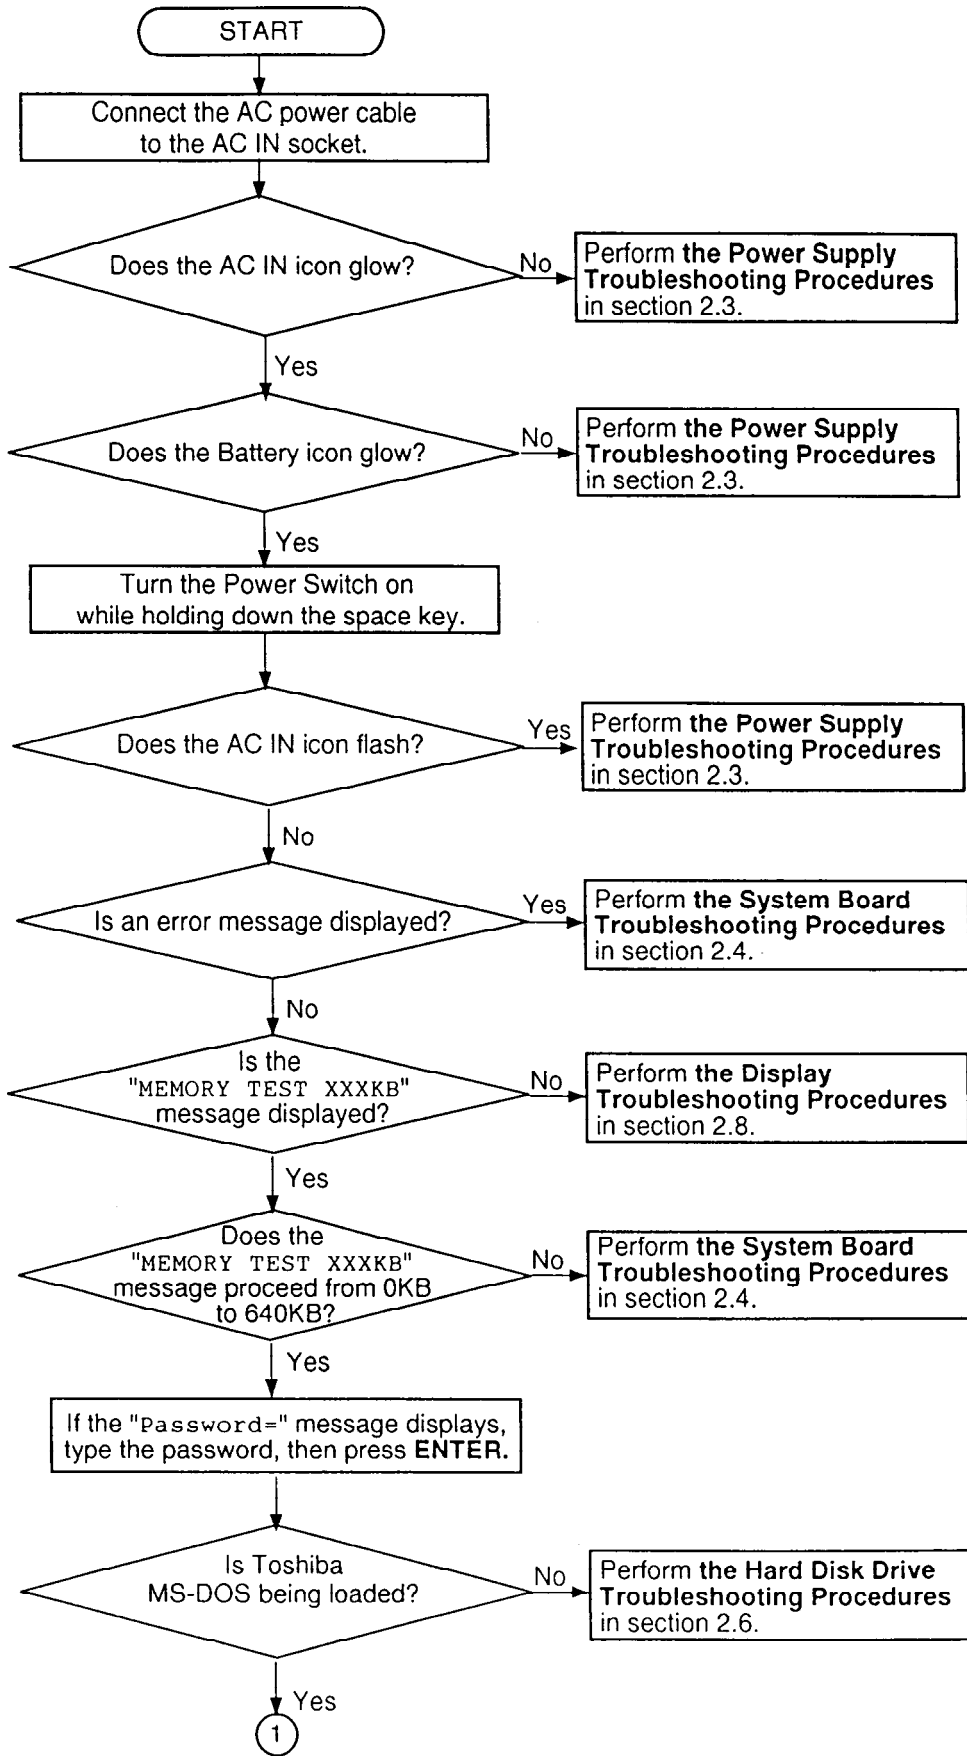 START
Connect the AC power cable
to the AC IN socket.
Does the AC IN icon glow?
No
Perform the Power Supply
Troubleshooting Procedures
in section 2.3.
Yes
Does the Battery icon glow?
No
Perform the Power Supply
Troubleshooting Procedures
in section 2.3.
Yes
Turn the Power Switch on
while holding down the space key.
Does the AC IN icon flash?
Yes
Perform the Power Supply
Troubleshooting Procedures
in section 2.3.
No
Is an error message displayed?
Yes
Perform the System Board
Troubleshooting Procedures
in section 2.4.
No
Is the
"MEMORY TEST XXXKB"
message displayed?
No
Perform the Display
Troubleshooting Procedures
in section 2.8.
Yes
Does the
"MEMORY TEST XXXKB"
message proceed from 0KB
to 640KB?
No
Perform the System Board
Troubleshooting Procedures
in section 2.4.
Yes
If the "Password=" message displays,
type the password, then press ENTER.
Is Toshiba
MS-DOS being loaded?
No
Perform the Hard Disk Drive
Troubleshooting Procedures
in section 2.6.
Yes
1